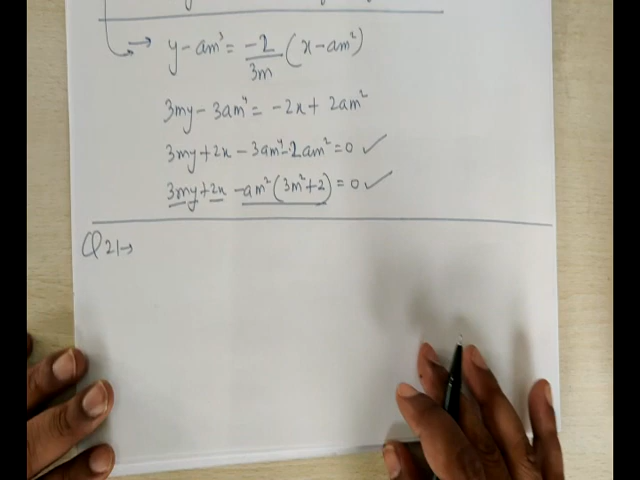 y - am³ = -2/3m (x - am²)
3my - 3am⁴ = -2x + 2am²
3my + 2x - 3am⁴ - 2am² = 0 ✓
3my + 2x - am²(3m² + 2) = 0 ✓
Q 21→